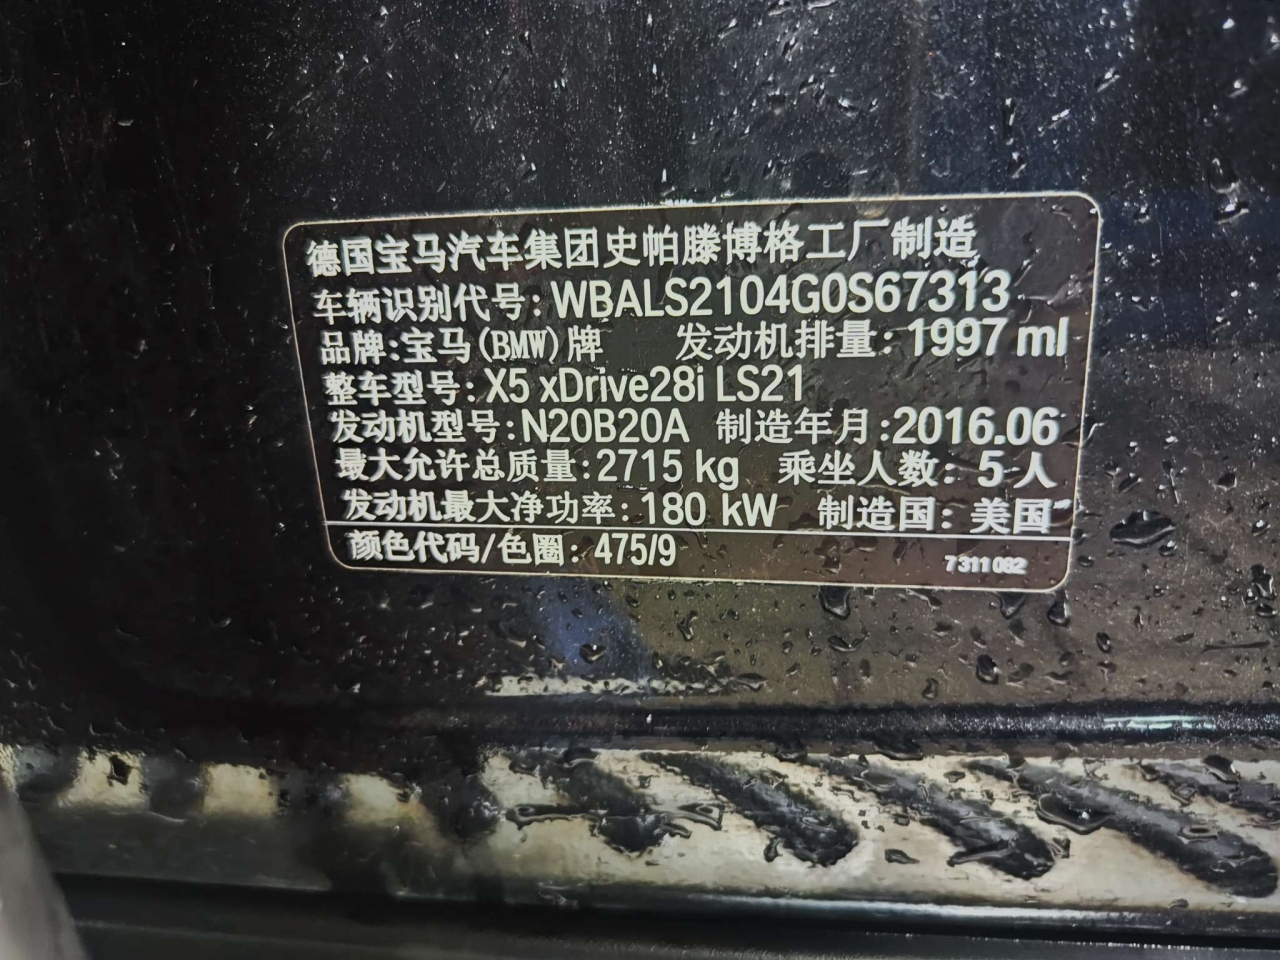 德国宝马汽车集团史帕滕博格工厂制造
车辆识别代号: WBALS2104G0S67313
品牌:宝马(BMW)牌 发动机排量: 1997 ml
整车型号: X5 xDrive28i LS21
发动机型号: N20B20A 制造年月:2016.06
最大允许总质量: 2715 kg 乘坐人数: 5人
发动机最大净功率: 180 kW 制造国: 美国
颜色代码/色圈: 475/9 7311082